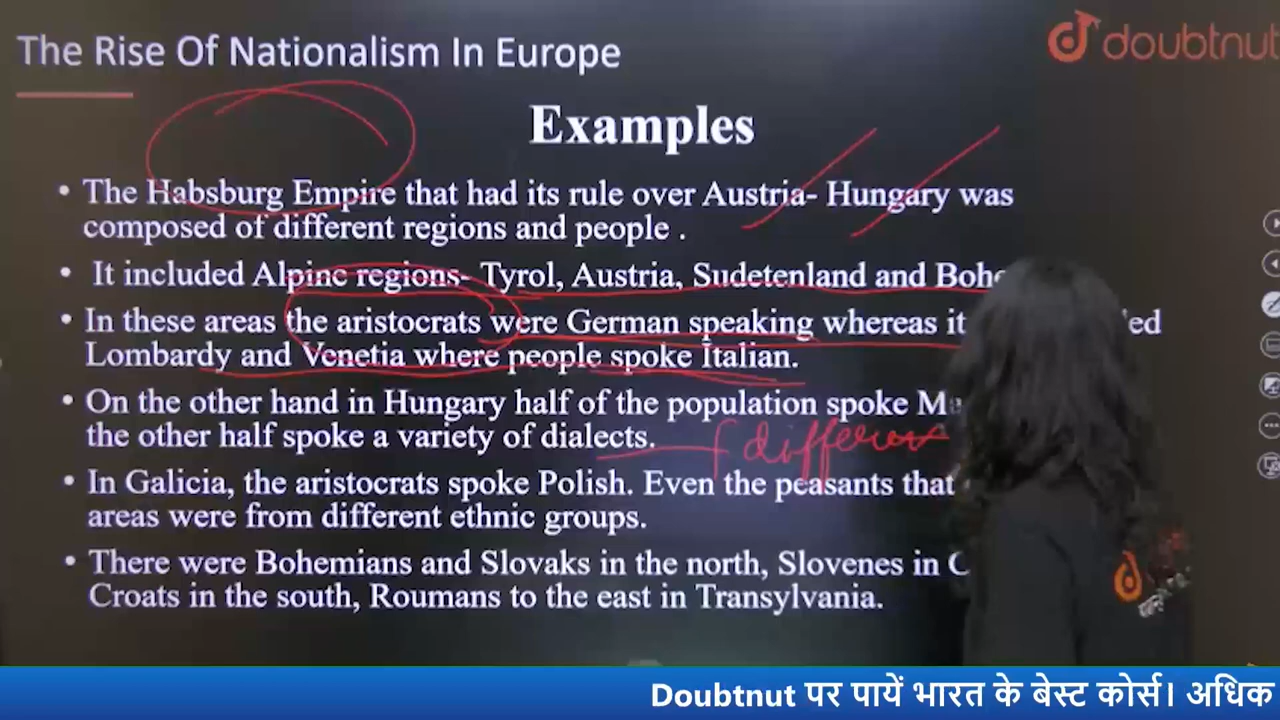 The Rise Of Nationalism In Europe
doubtnut
Examples
• The Habsburg Empire that had its rule over Austria- Hungary was
composed of different regions and people .
• It included Alpine regions- Tyrol, Austria, Sudetenland and
• In these areas the aristocrats were German speaking whereas it
Lombardy and Venetia where people spoke Italian.
• On the other hand in Hungary half of the population spoke
the other half spoke a variety of dialects.
different
• In Galicia, the aristocrats spoke Polish. Even the peasants that
areas were from different ethnic groups.
• There were Bohemians and Slovaks in the north, Slovenes in
Croats in the south, Roumans to the east in Transylvania.
Doubtnut पर पायें भारत के बेस्ट कोर्स। अधिक